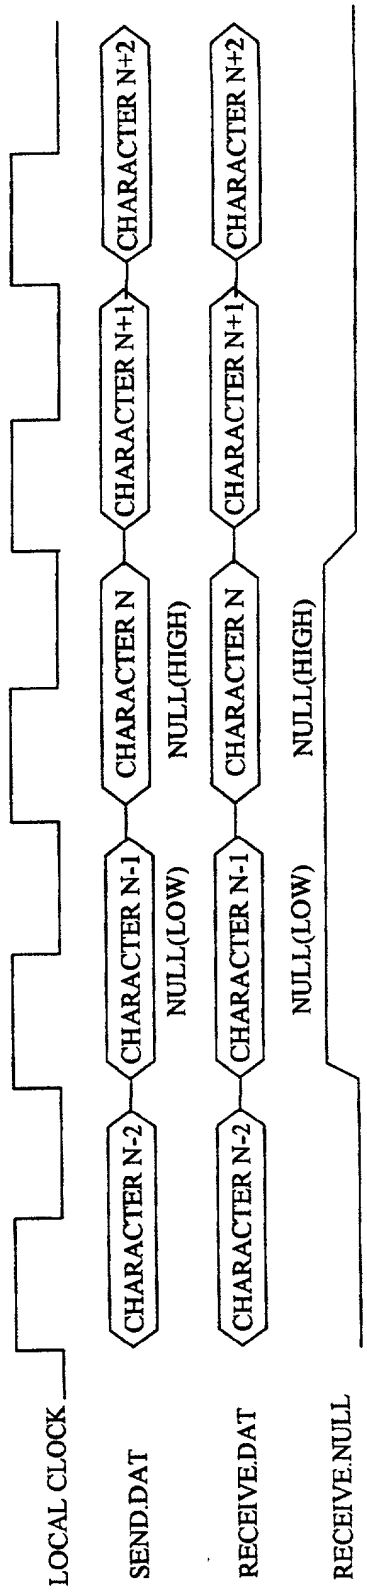 LOCAL CLOCK
SEND.DAT
CHARACTER N-2
CHARACTER N-1
CHARACTER N
CHARACTER N+1
CHARACTER N+2
NULL(LOW)
NULL(HIGH)
RECEIVE.DAT
CHARACTER N-2
CHARACTER N-1
CHARACTER N
CHARACTER N+1
CHARACTER N+2
NULL(LOW)
NULL(HIGH)
RECEIVE.NULL